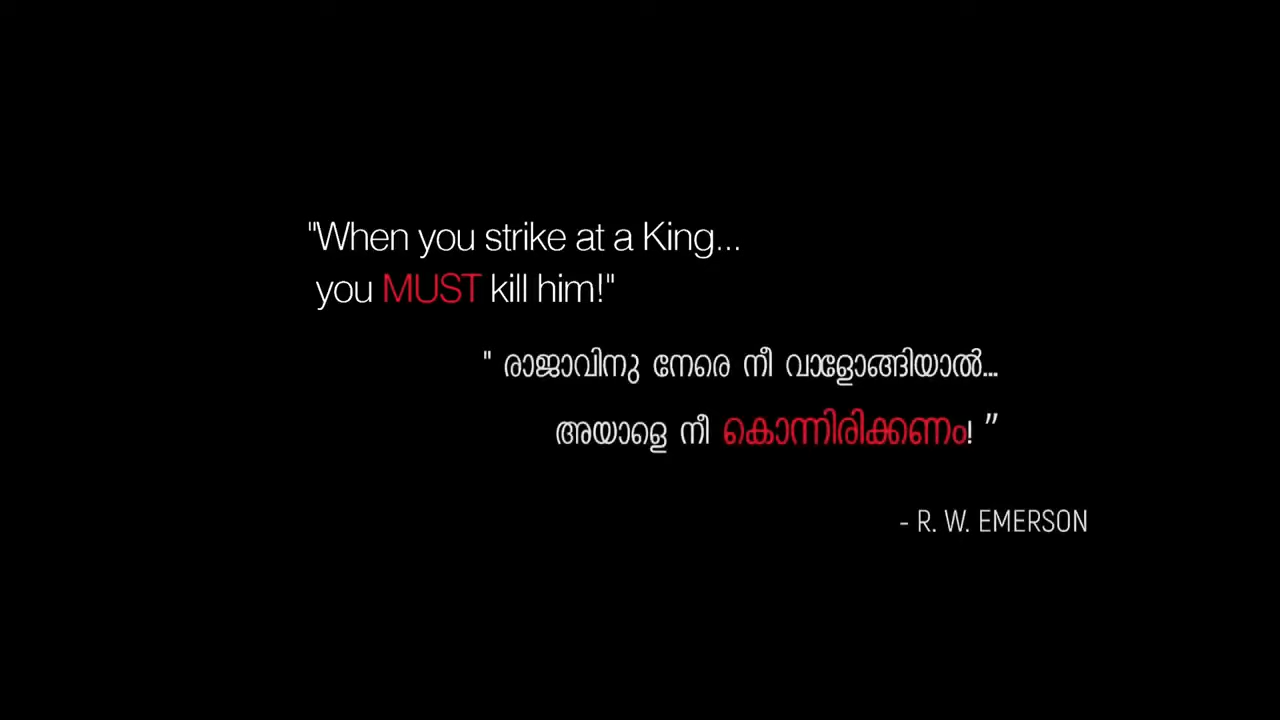 "When you strike at a King...
you MUST kill him!"
" രാജാവിനു നേരെ നീ വാളോങ്ങിയാൽ...
അയാളെ നീ കൊന്നിരിക്കണം! ”
- R. W. EMERSON